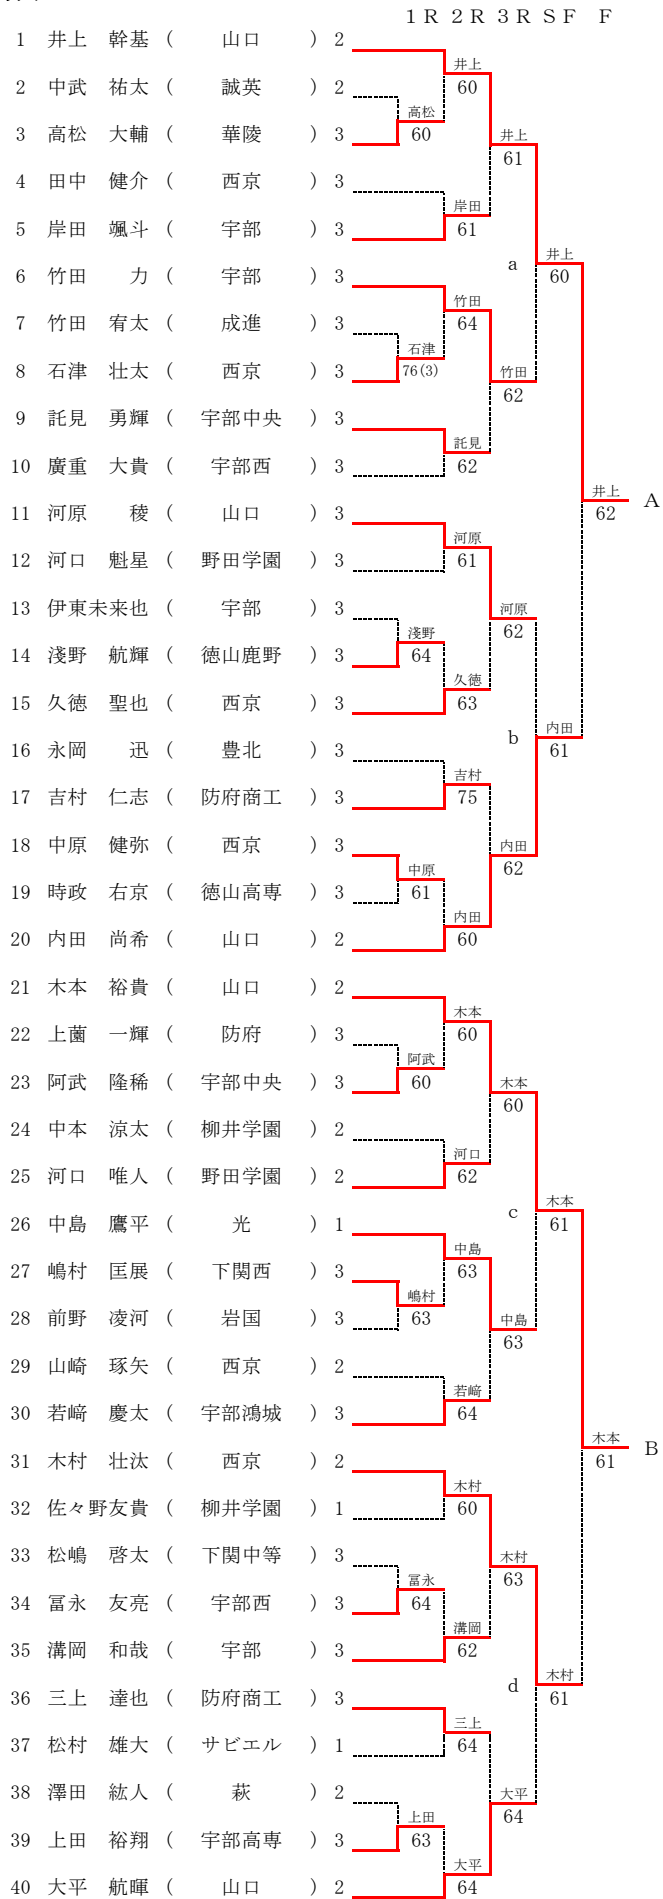 1R 2R 3R SF F
1 井上 幹基 ( 山口 ) 2
井上
2 中武 祐太 ( 誠英 ) 2 60
高松
3 高松 大輔 ( 華陵 ) 3 60 井上
61
4 田中 健介 ( 西京 ) 3
岸田
5 岸田 颯斗 ( 宇部 ) 3 61
a 井上
6 竹田 力 ( 宇部 ) 3 60
竹田
7 竹田 宥太 ( 成進 ) 3 64
石津
8 石津 壮太 ( 西京 ) 3 76(3) 竹田
62
9 託見 勇輝 ( 宇部中央 ) 3
託見
10 廣重 大貴 ( 宇部西 ) 3 62
井上 A
11 河原 稜 ( 山口 ) 3 62
河原
12 河口 魁星 ( 野田学園 ) 3 61
13 伊東未来也 ( 宇部 ) 3 河原
淺野 62
14 淺野 航輝 ( 徳山鹿野 ) 3 64
久徳
15 久徳 聖也 ( 西京 ) 3 63
b 内田
16 永岡 迅 ( 豊北 ) 3 61
吉村
17 吉村 仁志 ( 防府商工 ) 3 75
18 中原 健弥 ( 西京 ) 3 内田
中原 62
19 時政 右京 ( 徳山高専 ) 3 61
内田
20 内田 尚希 ( 山口 ) 2 60
21 木本 裕貴 ( 山口 ) 2
木本
22 上薗 一輝 ( 防府 ) 3 60
阿武
23 阿武 隆稀 ( 宇部中央 ) 3 60 木本
60
24 中本 涼太 ( 柳井学園 ) 2
河口
25 河口 唯人 ( 野田学園 ) 2 62
c 木本
26 中島 鷹平 ( 光 ) 1 61
中島
27 嶋村 匡展 ( 下関西 ) 3 63
嶋村
28 前野 凌河 ( 岩国 ) 3 63 中島
63
29 山崎 琢矢 ( 西京 ) 2
若﨑
30 若﨑 慶太 ( 宇部鴻城 ) 3 64
木本 B
31 木村 壮汰 ( 西京 ) 2 61
木村
32 佐々野友貴 ( 柳井学園 ) 1 60
33 松嶋 啓太 ( 下関中等 ) 3 木村
冨永 63
34 冨永 友亮 ( 宇部西 ) 3 64
溝岡
35 溝岡 和哉 ( 宇部 ) 3 62
d 木村
36 三上 達也 ( 防府商工 ) 3 61
三上
37 松村 雄大 ( サビエル ) 1 64
38 澤田 紘人 ( 萩 ) 2 大平
上田 64
39 上田 裕翔 ( 宇部高専 ) 3 63
大平
40 大平 航暉 ( 山口 ) 2 64